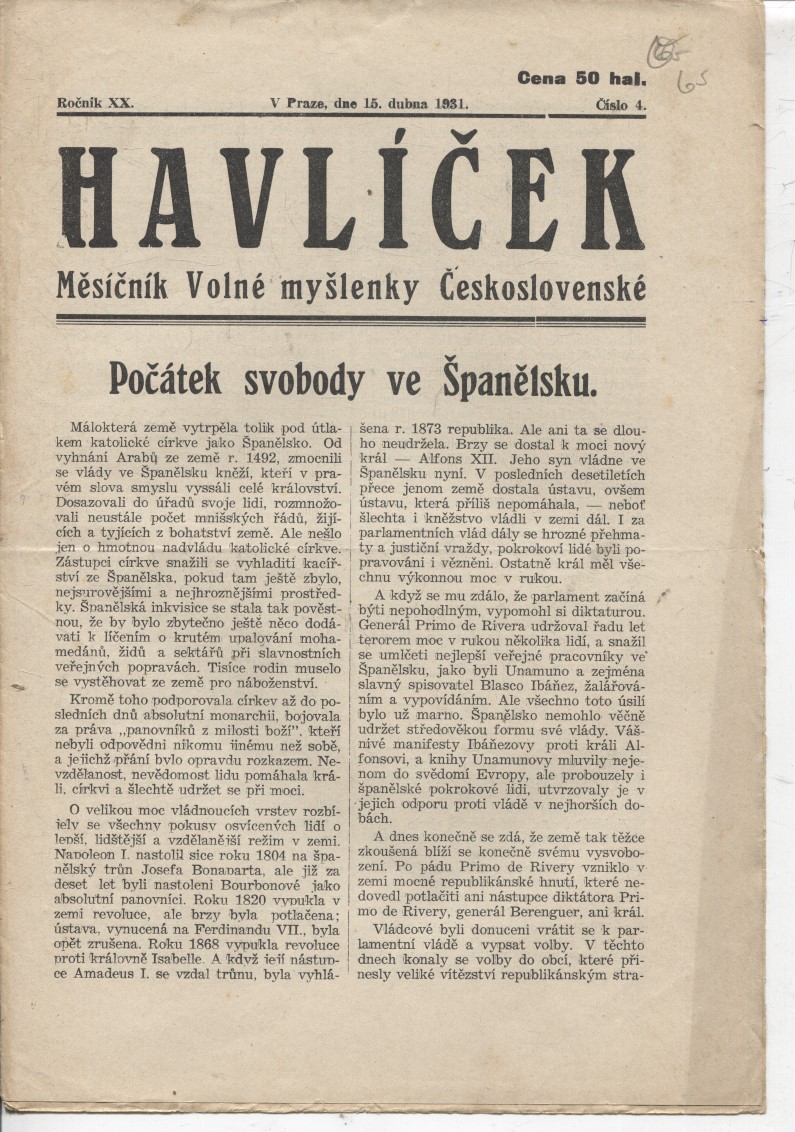 65
Cena 50 hal.
Ročník XX.
V Praze, dne 15. dubna 1931.
Číslo 4.
HAVLÍČEK
Měsíčník Volné myšlenky Československé
Počátek svobody ve Španělsku.
Málokterá země vytrpěla tolik pod útla-
kem katolické církve jako Španělsko. Od
vyhnání Arabů ze země r. 1492, zmocnili
se vlády ve Španělsku kněží, kteří v pra-
vém slova smyslu vyssáli celé království.
Dosazovali do úřadů svoje lidi, rozmnožo-
vali neustále počet mnišských řádů, žijí-
cích a tyjících z bohatství země. Ale nešlo
jen o hmotnou nadvládu katolické církve.
Zástupci církve snažili se vyhladiti kacíř-
ství ze Španělska, pokud tam ještě zbylo,
nejsurovějšími a nejhroznějšími prostřed-
ky. Španělská inkvisice se stala tak pověst-
nou, že by bylo zbytečno ještě něco dodá-
vati k líčením o krutém upalování moha-
medánů, židů a sektářů při slavnostních
veřejných popravách. Tisíce rodin muselo
se vystěhovat ze země pro náboženství.
Kromě toho podporovala církev až do po-
sledních dnů absolutní monarchii, bojovala
za práva „panovníků z milosti boží”, kteří
nebyli odpovědni nikomu jinému než sobě,
a jejichž přání bylo opravdu rozkazem. Ne-
vzdělanost, nevědomost lidu pomáhala krá-
li, církvi a šlechtě udržet se při moci.
O velikou moc vládnoucích vrstev rozbí-
jely se všechny pokusy osvícených lidí o
lepší, lidštější a vzdělanější režim v zemi.
Napoleon I. nastolil sice roku 1804 na špa-
nělský trůn Josefa Bonaparta, ale již za
deset let byli nastoleni Bourbonové jako
absolutní panovníci. Roku 1820 vypukla v
zemi revoluce, ale brzy byla potlačena;
ústava, vynucená na Ferdinandu VII., byla
opět zrušena. Roku 1868 vypukla revoluce
proti královně Isabelle. A když její nástup-
ce Amadeus I. se vzdal trůnu, byla vyhlá-
šena r. 1873 republika. Ale ani ta se dlou-
ho neudržela. Brzy se dostal k moci nový
král — Alfons XII. Jeho syn vládne ve
Španělsku nyní. V posledních desetiletích
přece jenom země dostala ústavu, ovšem
ústavu, která příliš nepomáhala, — neboť
šlechta i kněžstvo vládli v zemi dál. I za
parlamentních vlád dály se hrozné přehma-
ty a justiční vraždy, pokrokoví lidé byli po-
pravováni i vězněni. Ostatně král měl vše-
chnu výkonnou moc v rukou.
A když se mu zdálo, že parlament začíná
býti nepohodlným, vypomohl si diktaturou.
Generál Primo de Rivera udržoval řadu let
terorem moc v rukou několika lidí, a snažil
se umlčeti nejlepší veřejné pracovníky ve
Španělsku, jako byli Unamuno a zejména
slavný spisovatel Blasco Ibáñez, žalářová-
ním a vypovídáním. Ale všechno toto úsilí
bylo už marno. Španělsko nemohlo věčně
udržet středověkou formu své vlády. Váš-
nivé manifesty Ibáñezovy proti králi Al-
fonsovi, a knihy Unamunovy mluvily neje-
nom do svědomí Evropy, ale probouzely i
španělské pokrokové lidi, utvrzovaly je v
jejich odporu proti vládě v nejhorších do-
bách.
A dnes konečně se zdá, že země tak těžce
zkoušená blíží se konečně svému vysvobo-
zení. Po pádu Primo de Rivery vzniklo v
zemi mocné republikánské hnutí, které ne-
dovedl potlačiti ani nástupce diktátora Pri-
mo de Rivery, generál Berenguer, ani král.
Vládcové byli donuceni vrátit se k par-
lamentní vládě a vypsat volby. V těchto
dnech konaly se volby do obcí, které při-
nesly veliké vítězství republikánským stra-